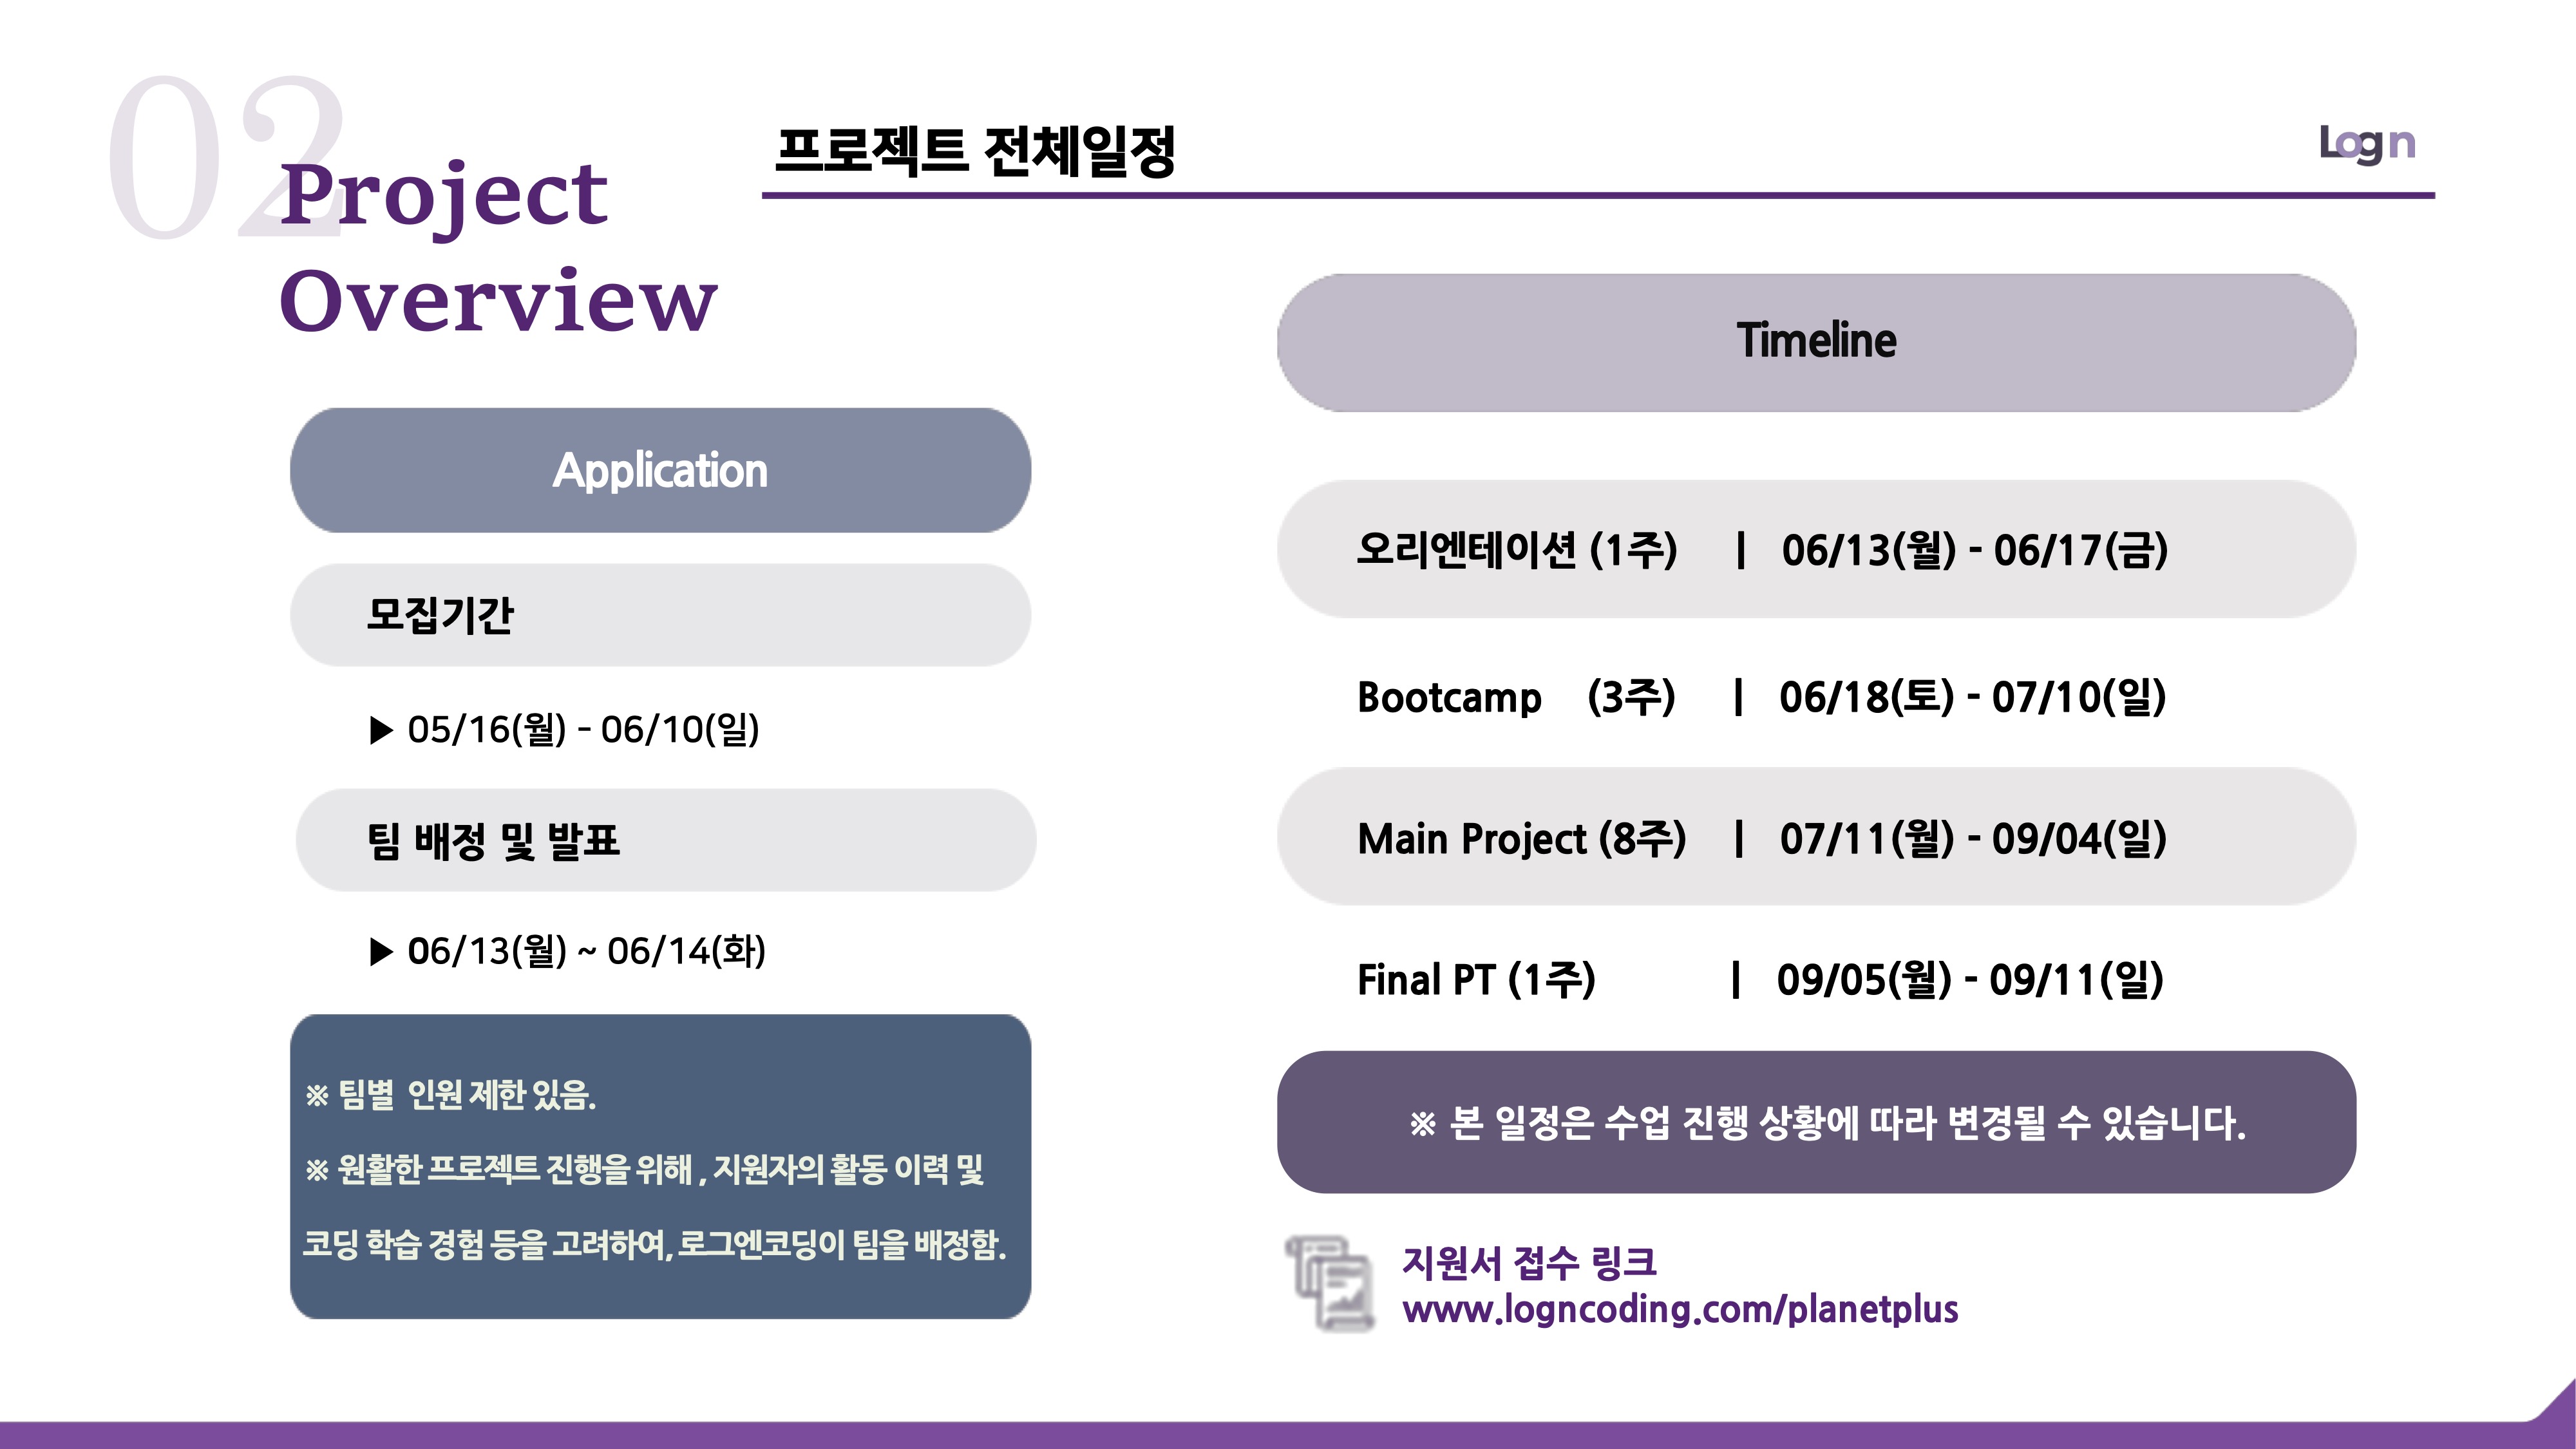 02
Project
Overview
프로젝트 전체일정
Logn
Application
모집기간
▶ 05/16(월) - 06/10(일)
팀 배정 및 발표
▶ 06/13(월) ~ 06/14(화)
※ 팀별 인원 제한 있음.
※ 원활한 프로젝트 진행을 위해 , 지원자의 활동 이력 및
코딩 학습 경험 등을 고려하여, 로그엔코딩이 팀을 배정함.
Timeline
오리엔테이션 (1주) | 06/13(월) - 06/17(금)
Bootcamp (3주) | 06/18(토) - 07/10(일)
Main Project (8주) | 07/11(월) - 09/04(일)
Final PT (1주) | 09/05(월) - 09/11(일)
※ 본 일정은 수업 진행 상황에 따라 변경될 수 있습니다.
지원서 접수 링크
www.logncoding.com/planetplus